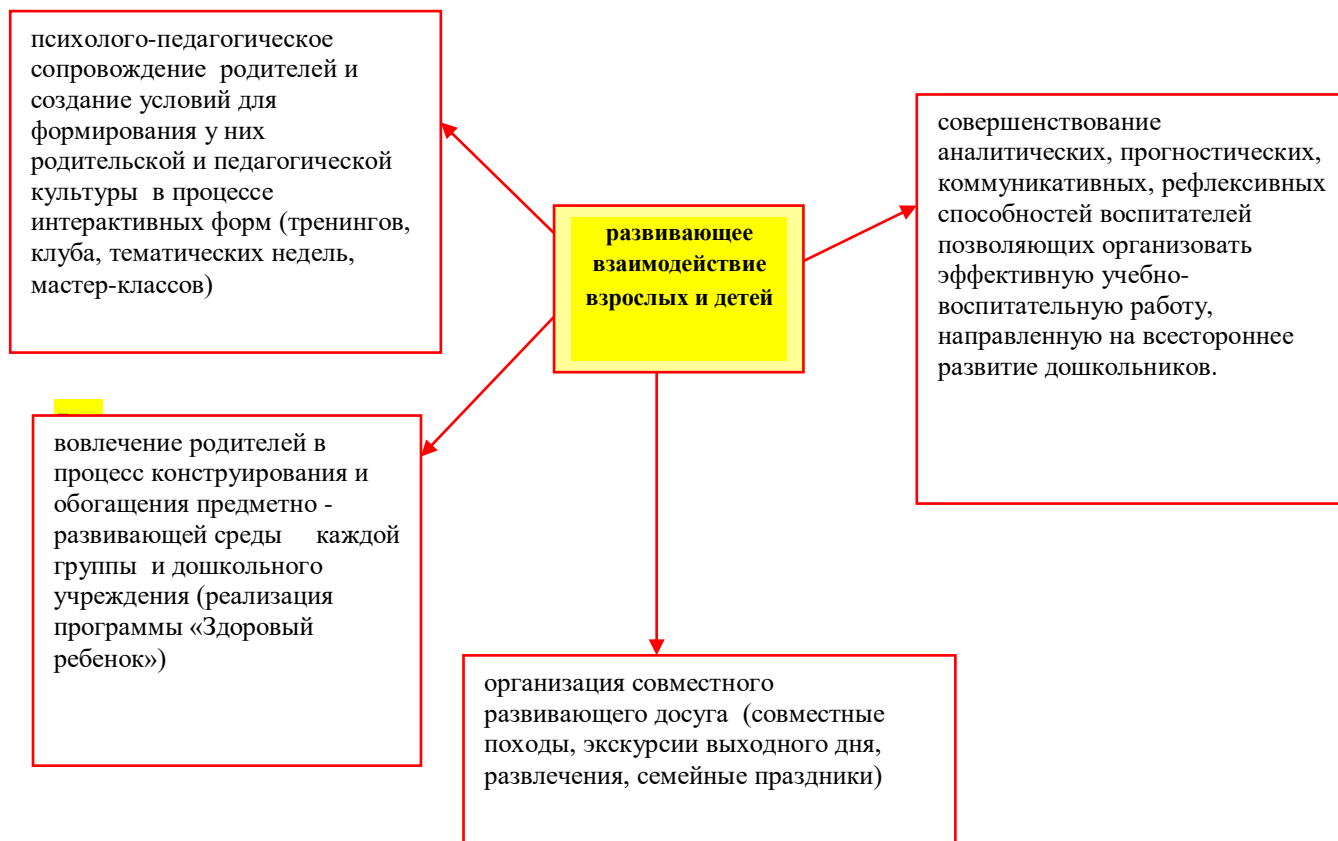 психолого-педагогическое
сопровождение родителей и
создание условий для
формирования у них
родительской и педагогической
культуры в процессе
интерактивных форм (тренингов,
клуба, тематических недель,
мастер-классов)
развивающее
взаимодействие
взрослых и детей
совершенствование
аналитических, прогностических,
коммуникативных, рефлексивных
способностей воспитателей
позволяющих организовать
эффективную учебно-
воспитательную работу,
направленную на всестороннее
развитие дошкольников.
вовлечение родителей в
процесс конструирования и
обогащения предметно -
развивающей среды каждой
группы и дошкольного
учреждения (реализация
программы «Здоровый
ребенок»)
организация совместного
развивающего досуга (совместные
походы, экскурсии выходного дня,
развлечения, семейные праздники)